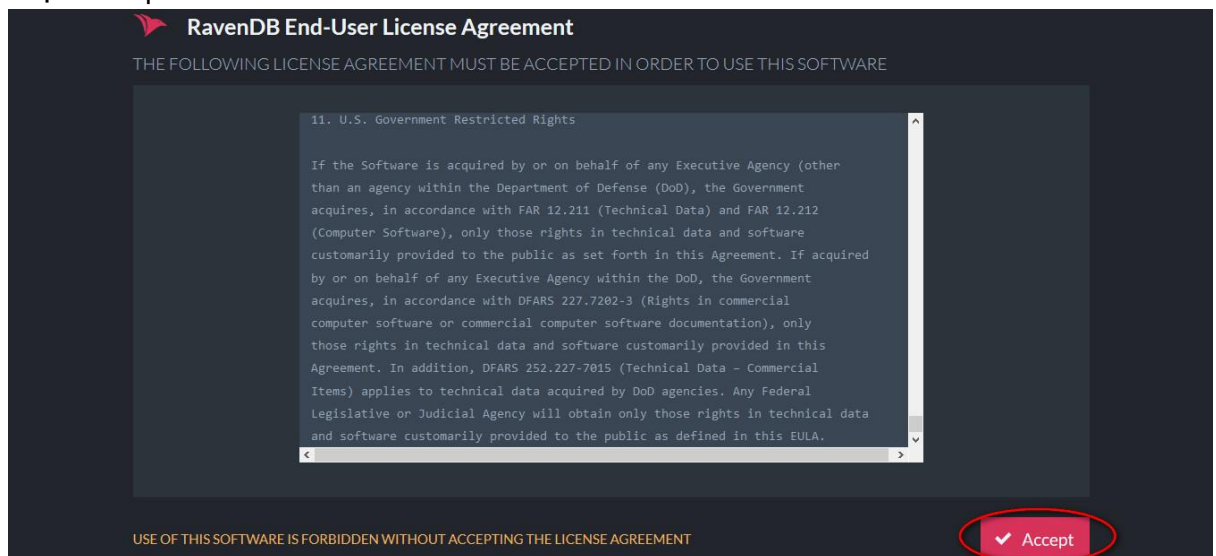 RavenDB End-User License Agreement
THE FOLLOWING LICENSE AGREEMENT MUST BE ACCEPTED IN ORDER TO USE THIS SOFTWARE
11. U.S. Government Restricted Rights
If the Software is acquired by or on behalf of any Executive Agency (other
than an agency within the Department of Defense (DoD), the Government
acquires, in accordance with FAR 12.211 (Technical Data) and FAR 12.212
(Computer Software), only those rights in technical data and software
customarily provided to the public as set forth in this Agreement. If acquired
by or on behalf of any Executive Agency within the DoD, the Government
acquires, in accordance with DFARS 227.7202-3 (Rights in commercial
computer software or commercial computer software documentation), only
those rights in technical data and software customarily provided in this
Agreement. In addition, DFARS 252.227-7015 (Technical Data – Commercial
Items) applies to technical data acquired by DoD agencies. Any Federal
Legislative or Judicial Agency will obtain only those rights in technical data
and software customarily provided to the public as defined in this EULA.
USE OF THIS SOFTWARE IS FORBIDDEN WITHOUT ACCEPTING THE LICENSE AGREEMENT
Accept